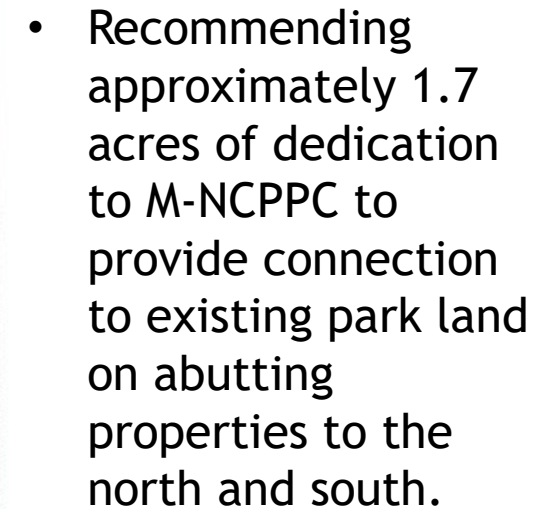 • Recommending
approximately 1.7
acres of dedication
to M-NCPPC to
provide connection
to existing park land
on abutting
properties to the
north and south.